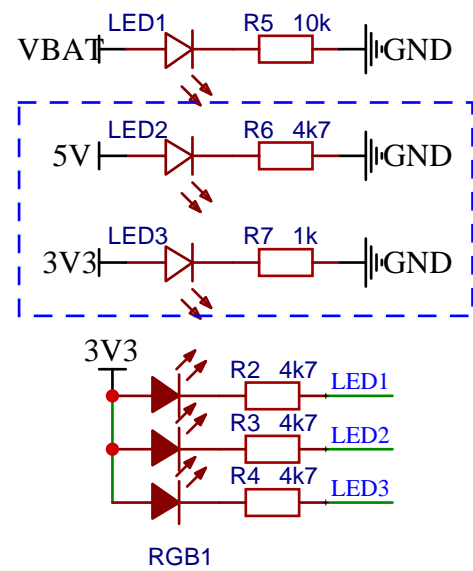 LED1 R5 10k
VBAT GND
LED2 R6 4k7
5V GND
LED3 R7 1k
3V3 GND
3V3
R2 4k7 LED1
R3 4k7 LED2
R4 4k7 LED3
RGB1